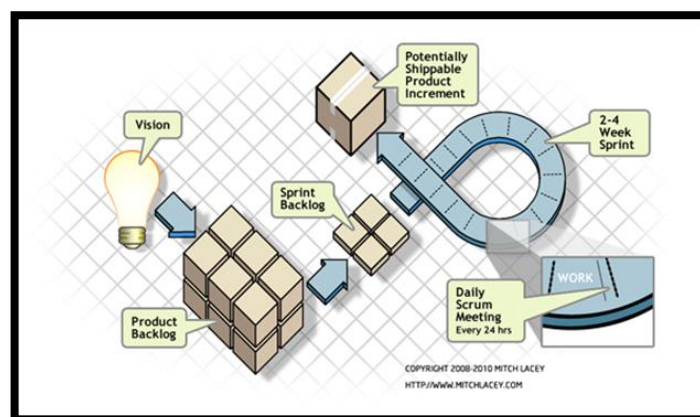 Vision
Potentially
Shippable
Product
Increment
2-4
Week
Sprint
Sprint
Backlog
Product
Backlog
WORK
Daily
Scrum
Meeting
Every 24 hrs
COPYRIGHT 2008-2010 MITCH LACEY
HTTP://WWW.MITCHLACEY.COM